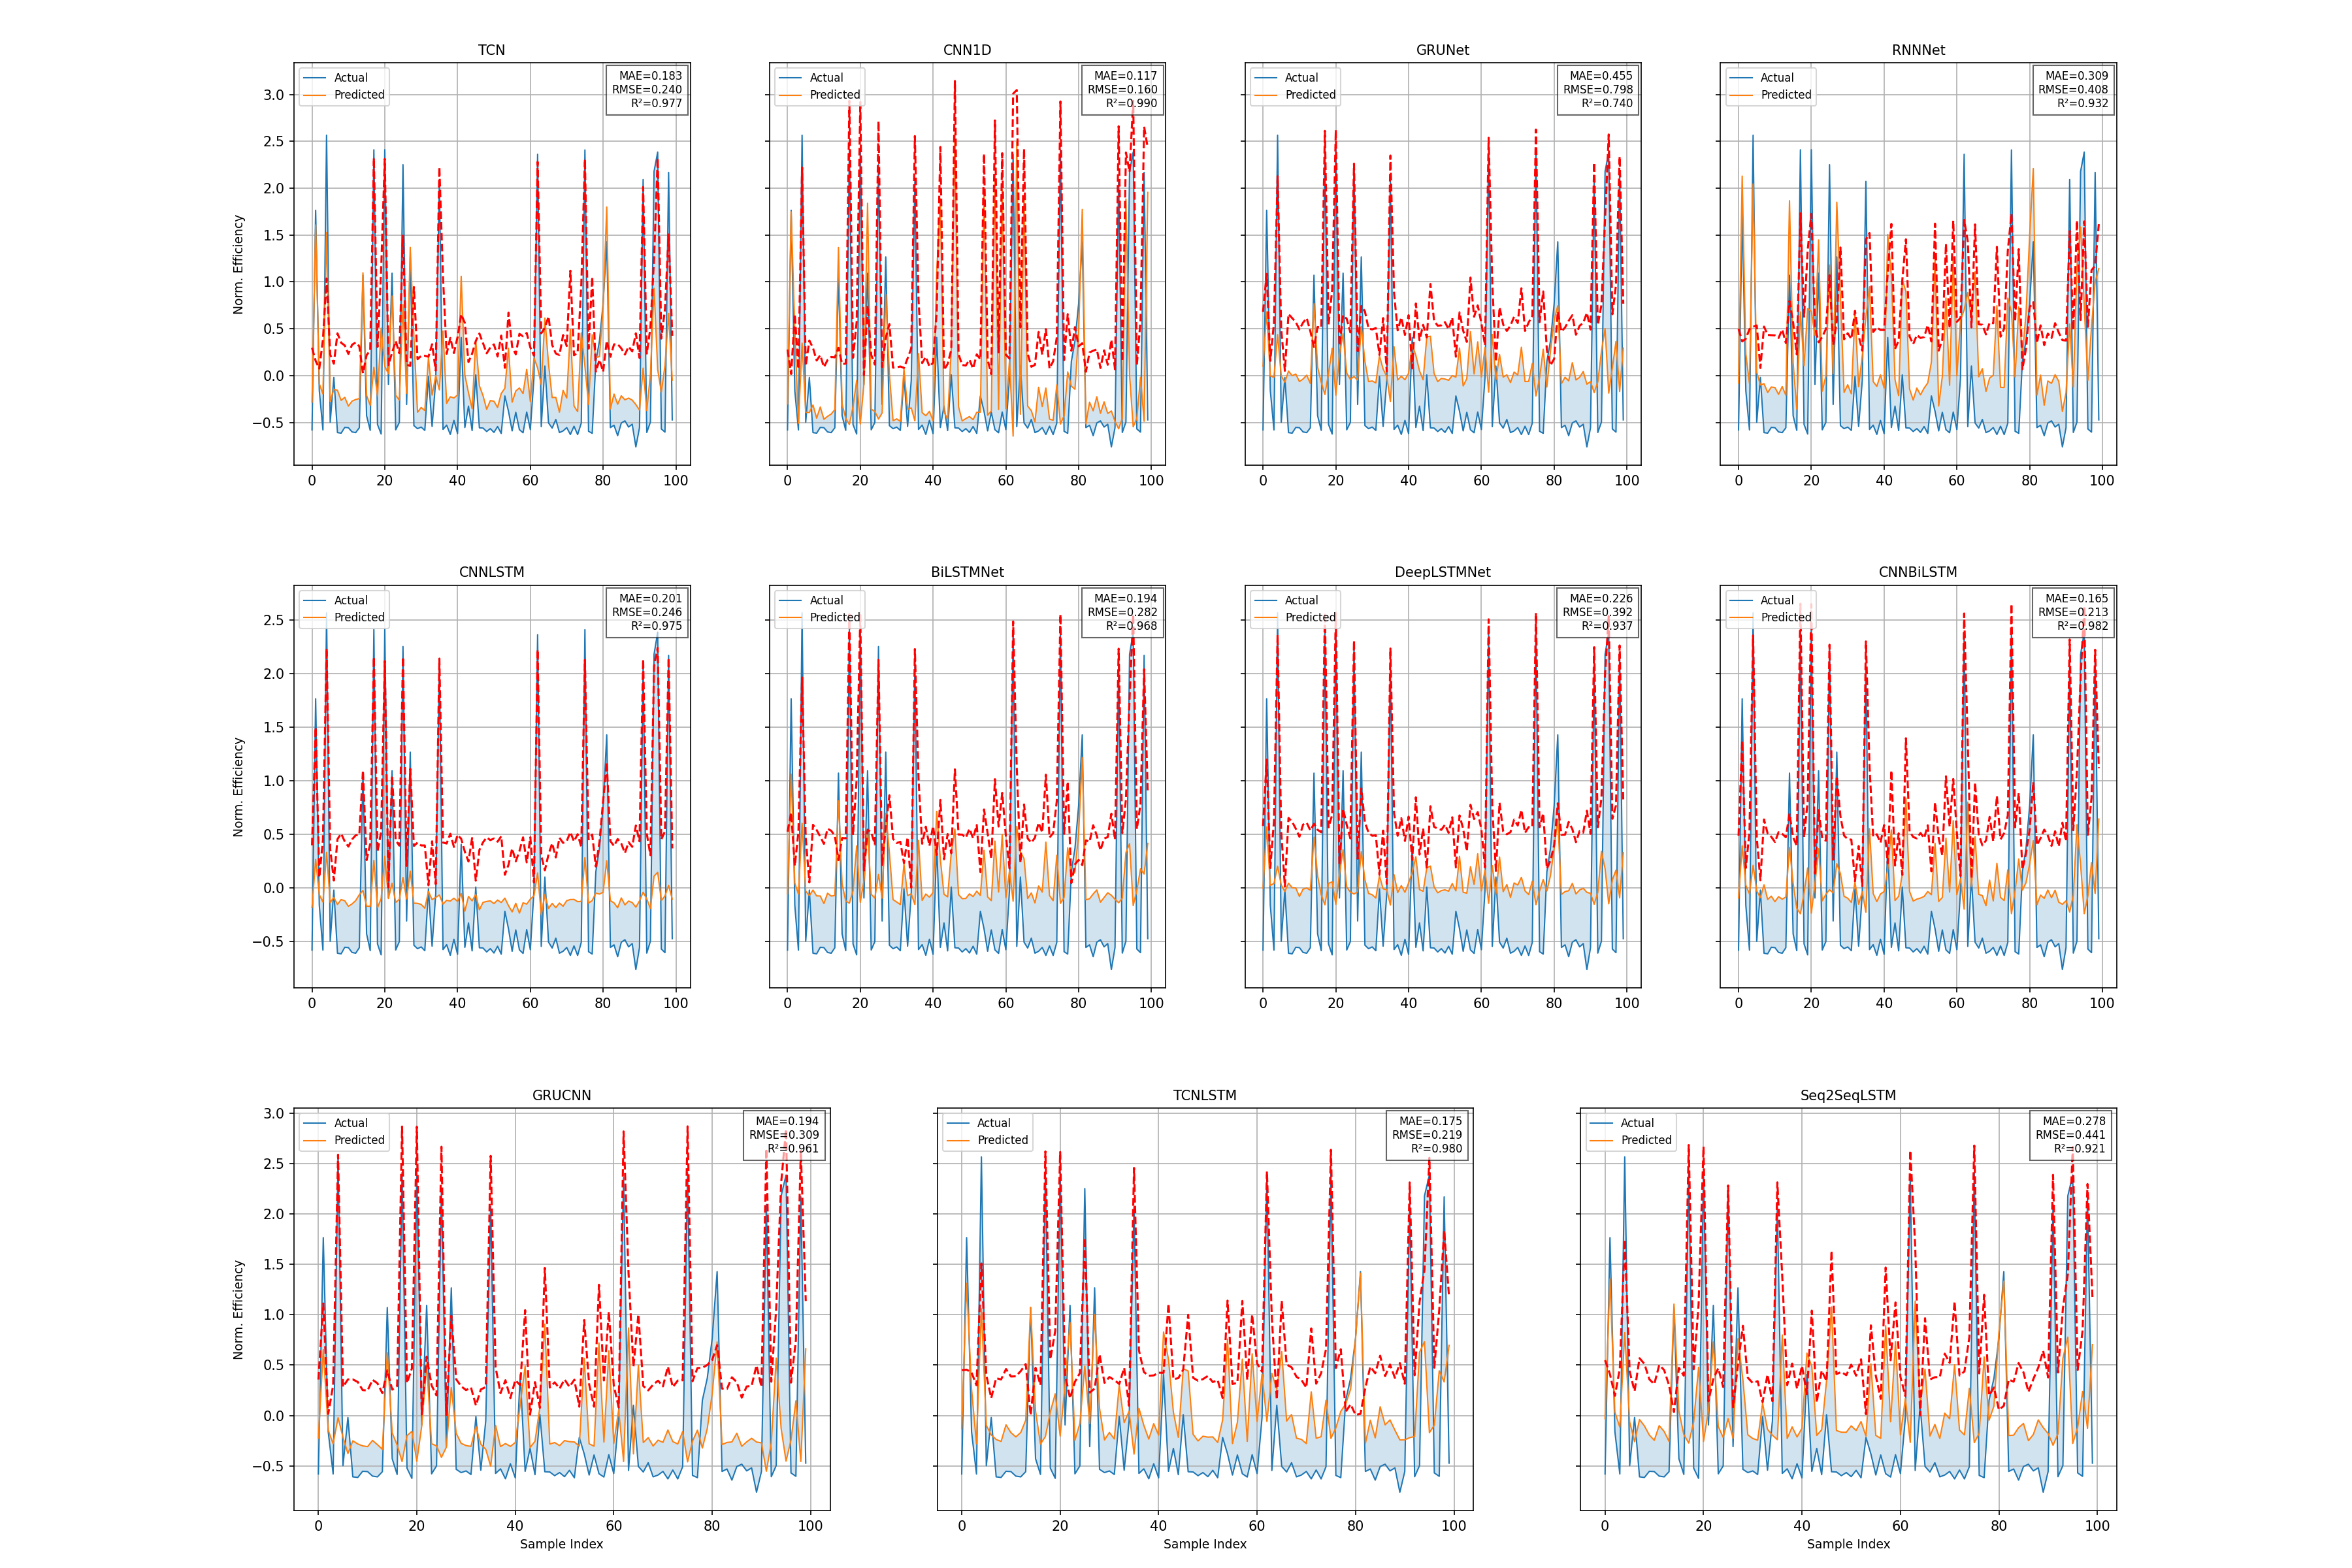 TCN
Actual
Predicted
MAE=0.183
RMSE=0.240
R²=0.977
Norm. Efficiency
3.0
2.5
2.0
1.5
1.0
0.5
0.0
−0.5
0 20 40 60 80 100
CNN1D
Actual
Predicted
MAE=0.117
RMSE=0.160
R²=0.990
0 20 40 60 80 100
GRUNet
Actual
Predicted
MAE=0.455
RMSE=0.798
R²=0.740
0 20 40 60 80 100
RNNNet
Actual
Predicted
MAE=0.309
RMSE=0.408
R²=0.932
0 20 40 60 80 100
CNNLSTM
Actual
Predicted
MAE=0.201
RMSE=0.246
R²=0.975
Norm. Efficiency
2.5
2.0
1.5
1.0
0.5
0.0
−0.5
0 20 40 60 80 100
BiLSTMNet
Actual
Predicted
MAE=0.194
RMSE=0.282
R²=0.968
0 20 40 60 80 100
DeepLSTMNet
Actual
Predicted
MAE=0.226
RMSE=0.392
R²=0.937
0 20 40 60 80 100
CNNBiLSTM
Actual
Predicted
MAE=0.165
RMSE=0.213
R²=0.982
0 20 40 60 80 100
GRUCNN
Actual
Predicted
MAE=0.194
RMSE=0.309
R²=0.961
Norm. Efficiency
3.0
2.5
2.0
1.5
1.0
0.5
0.0
−0.5
0 20 40 60 80 100
Sample Index
TCNLSTM
Actual
Predicted
MAE=0.175
RMSE=0.219
R²=0.980
0 20 40 60 80 100
Sample Index
Seq2SeqLSTM
Actual
Predicted
MAE=0.278
RMSE=0.441
R²=0.921
0 20 40 60 80 100
Sample Index